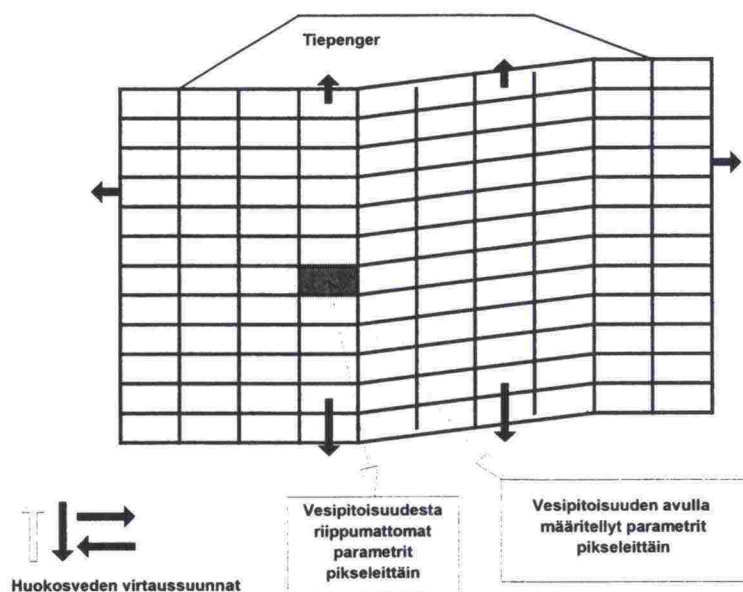 Tiepenger
Vesipitoisuudesta
riippumattomat
parametrit
pikseleittäin
Vesipitoisuuden avulla
määritellyt parametrit
pikseleittäin
Huokosveden virtaussuunnat